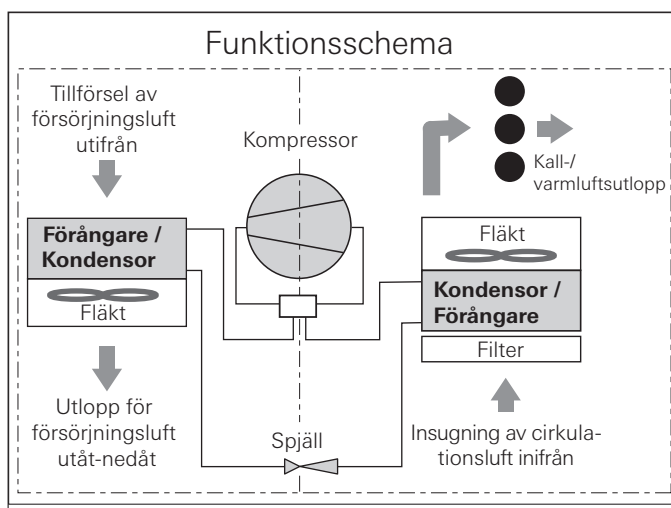 Funktionsschema
Tillförsel av
försörjningsluft
utifrån
Kompressor
Kall-/
varmluftsutlopp
Förångare /
Kondensor
Fläkt
Fläkt
Kondensor /
Förångare
Filter
Utlopp för
försörjningsluft
utåt-nedåt
Spjäll
Insugning av cirkula-
tionsluft inifrån